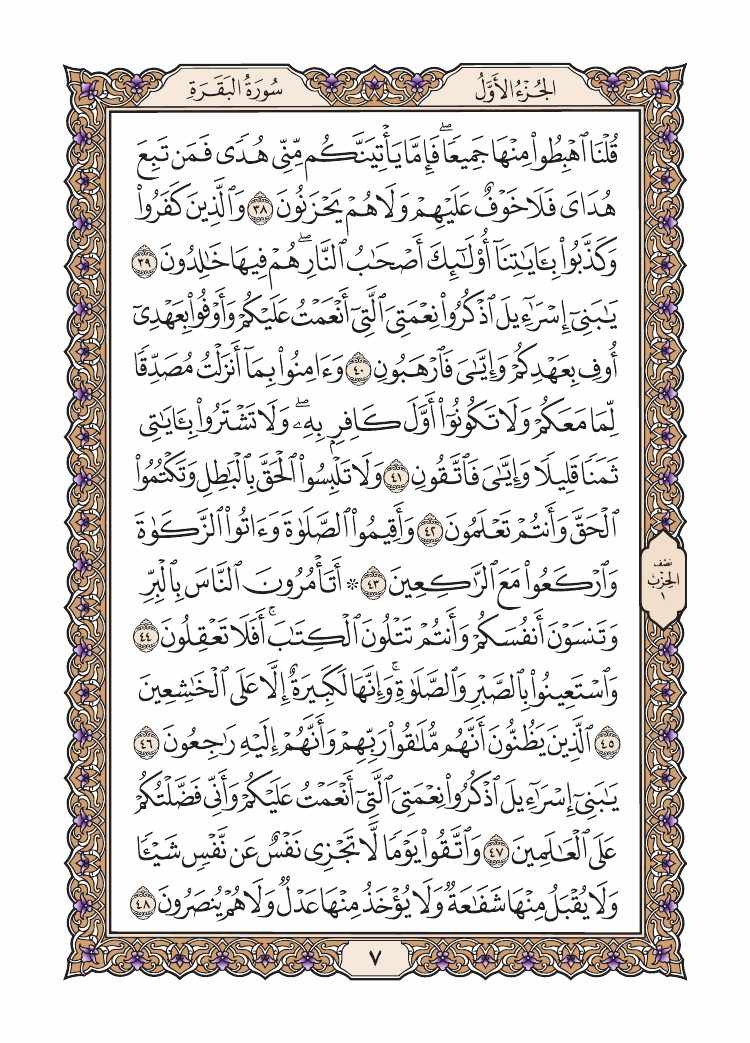 سُورَةُ البَقَرَةِ
الجُزْءُ الأَوَّلُ
قُلْنَا ٱهْبِطُوا۟ مِنْهَا جَمِيعًۭا ۖ فَإِمَّا يَأْتِيَنَّكُم مِّنِّى هُدًۭى فَمَن تَبِعَ
هُدَاىَ فَلَا خَوْفٌ عَلَيْهِمْ وَلَا هُمْ يَحْزَنُونَ ٣٨ وَٱلَّذِينَ كَفَرُوا۟
وَكَذَّبُوا۟ بِـَٔايَٰتِنَآ أُو۟لَٰٓئِكَ أَصْحَٰبُ ٱلنَّارِ ۖ هُمْ فِيهَا خَٰلِدُونَ ٣٩
يَٰبَنِىٓ إِسْرَٰٓءِيلَ ٱذْكُرُوا۟ نِعْمَتِىَ ٱلَّتِىٓ أَنْعَمْتُ عَلَيْكُمْ وَأَوْفُوا۟ بِعَهْدِىٓ
أُوفِ بِعَهْدِكُمْ وَإِيَّٰىَ فَٱرْهَبُونِ ٤٠ وَءَامِنُوا۟ بِمَآ أَنزَلْتُ مُصَدِّقًۭا
لِّمَا مَعَكُمْ وَلَا تَكُونُوٓا۟ أَوَّلَ كَافِرٍۭ بِهِۦ ۖ وَلَا تَشْتَرُوا۟ بِـَٔايَٰتِى
ثَمَنًۭا قَلِيلًۭا وَإِيَّٰىَ فَٱتَّقُونِ ٤١ وَلَا تَلْبِسُوا۟ ٱلْحَقَّ بِٱلْبَٰطِلِ وَتَكْتُمُوا۟
ٱلْحَقَّ وَأَنتُمْ تَعْلَمُونَ ٤٢ وَأَقِيمُوا۟ ٱلصَّلَوٰةَ وَءَاتُوا۟ ٱلزَّكَوٰةَ
وَٱرْكَعُوا۟ مَعَ ٱلرَّٰكِعِينَ ٤٣ ۞ أَتَأْمُرُونَ ٱلنَّاسَ بِٱلْبِرِّ
نصف
الحزب
١
وَتَنسَوْنَ أَنفُسَكُمْ وَأَنتُمْ تَتْلُونَ ٱلْكِتَٰبَ ۚ أَفَلَا تَعْقِلُونَ ٤٤
وَٱسْتَعِينُوا۟ بِٱلصَّبْرِ وَٱلصَّلَوٰةِ ۚ وَإِنَّهَا لَكَبِيرَةٌ إِلَّا عَلَى ٱلْخَٰشِعِينَ
٤٥ ٱلَّذِينَ يَظُنُّونَ أَنَّهُم مُّلَٰقُوا۟ رَبِّهِمْ وَأَنَّهُمْ إِلَيْهِ رَٰجِعُونَ ٤٦
يَٰبَنِىٓ إِسْرَٰٓءِيلَ ٱذْكُرُوا۟ نِعْمَتِىَ ٱلَّتِىٓ أَنْعَمْتُ عَلَيْكُمْ وَأَنِّى فَضَّلْتُكُمْ
عَلَى ٱلْعَٰلَمِينَ ٤٧ وَٱتَّقُوا۟ يَوْمًۭا لَّا تَجْزِى نَفْسٌ عَن نَّفْسٍۢ شَيْـًۭٔا
وَلَا يُقْبَلُ مِنْهَا شَفَٰعَةٌۭ وَلَا يُؤْخَذُ مِنْهَا عَدْلٌۭ وَلَا هُمْ يُنصَرُونَ ٤٨
٧